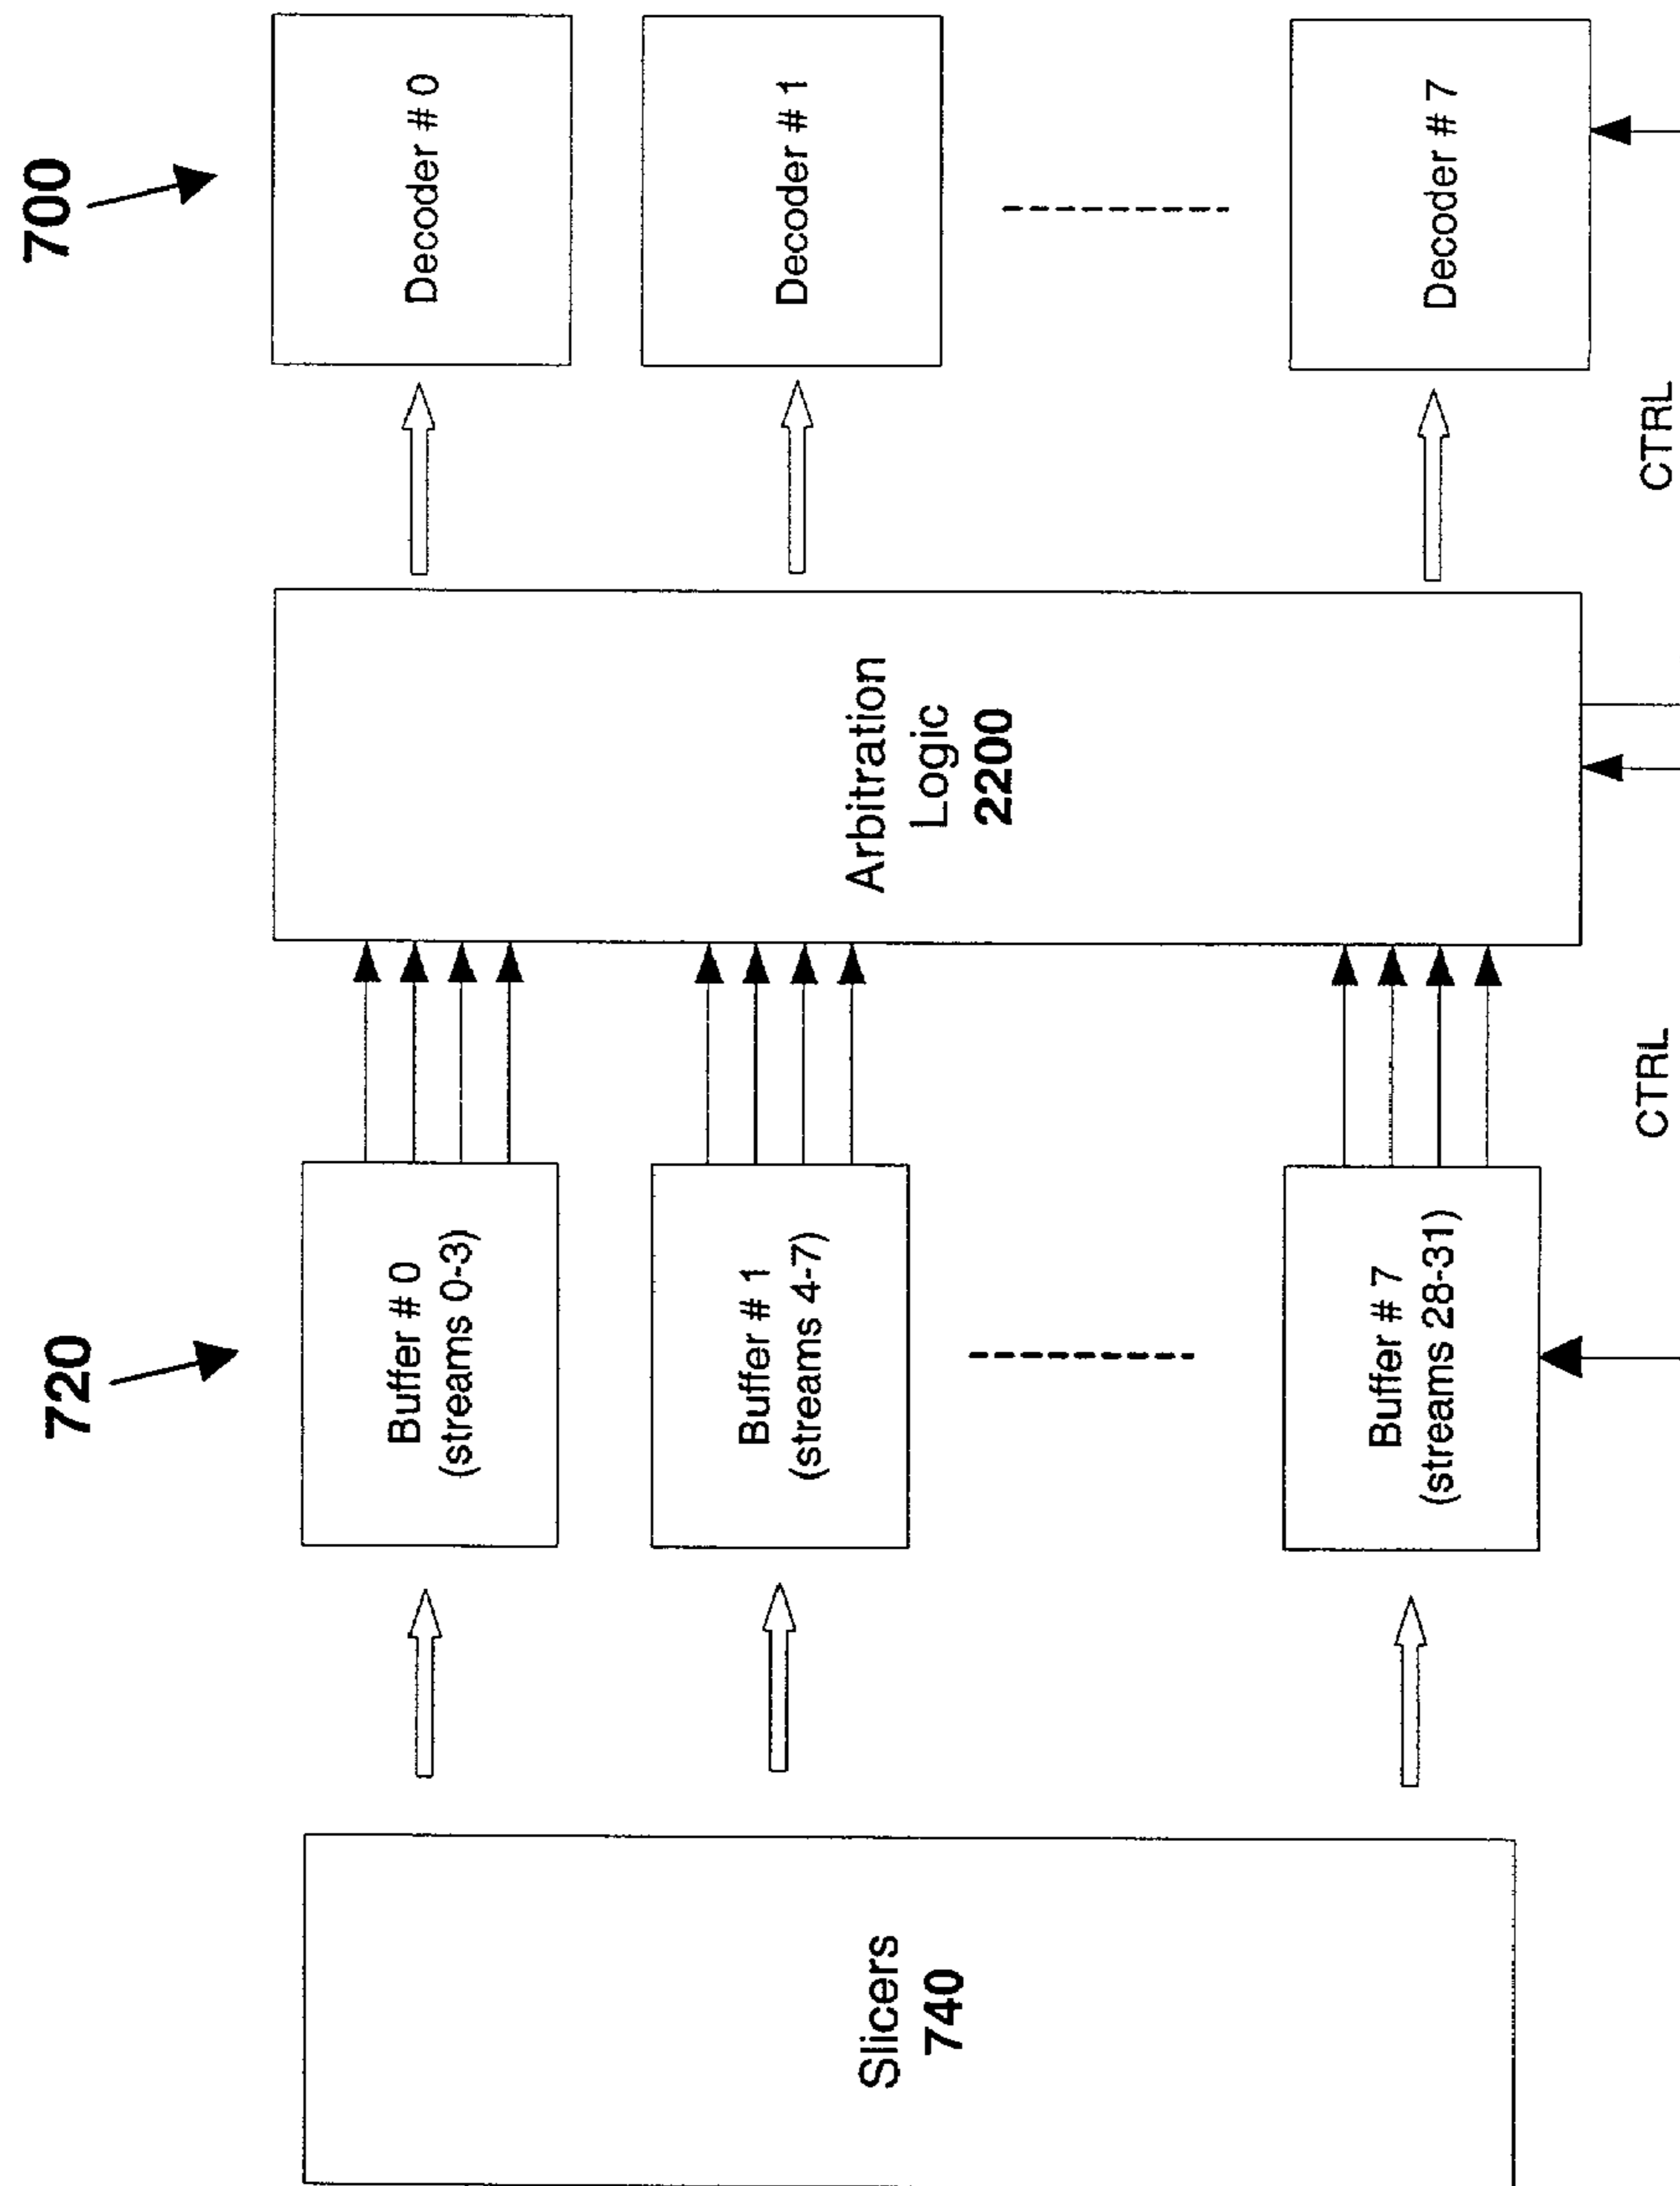 720
700
Slicers
740
Buffer # 0
(streams 0-3)
Buffer # 1
(streams 4-7)
Buffer # 7
(streams 28-31)
Arbitration
Logic
2200
Decoder # 0
Decoder # 1
Decoder # 7
CTRL
CTRL